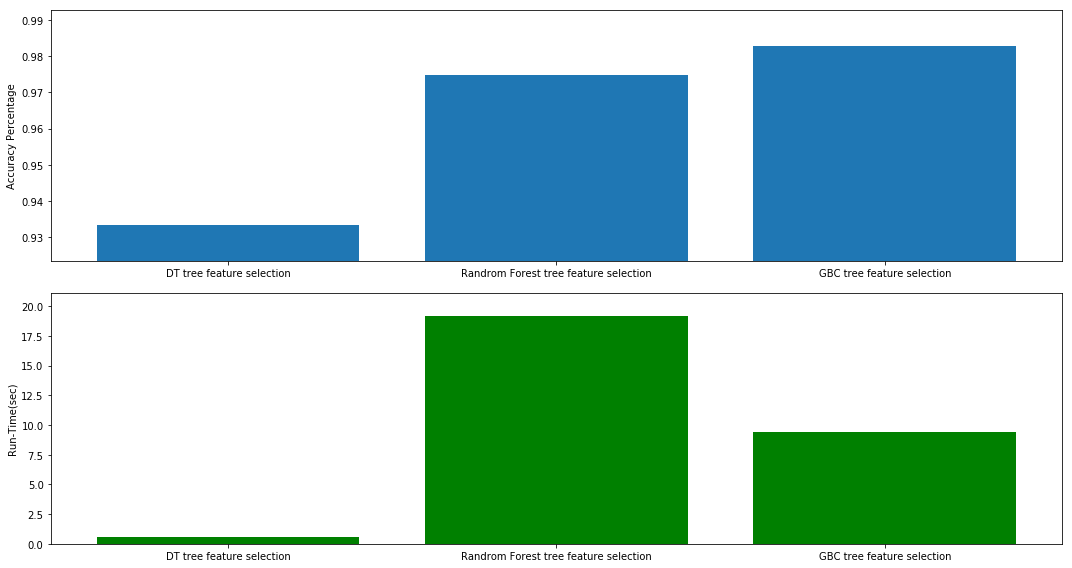 0.99
0.98
0.97
0.96
0.95
0.94
0.93
Accuracy Percentage
DT tree feature selection
Randrom Forest tree feature selection
GBC tree feature selection
20.0
17.5
15.0
12.5
10.0
7.5
5.0
2.5
0.0
Run-Time(sec)
DT tree feature selection
Randrom Forest tree feature selection
GBC tree feature selection